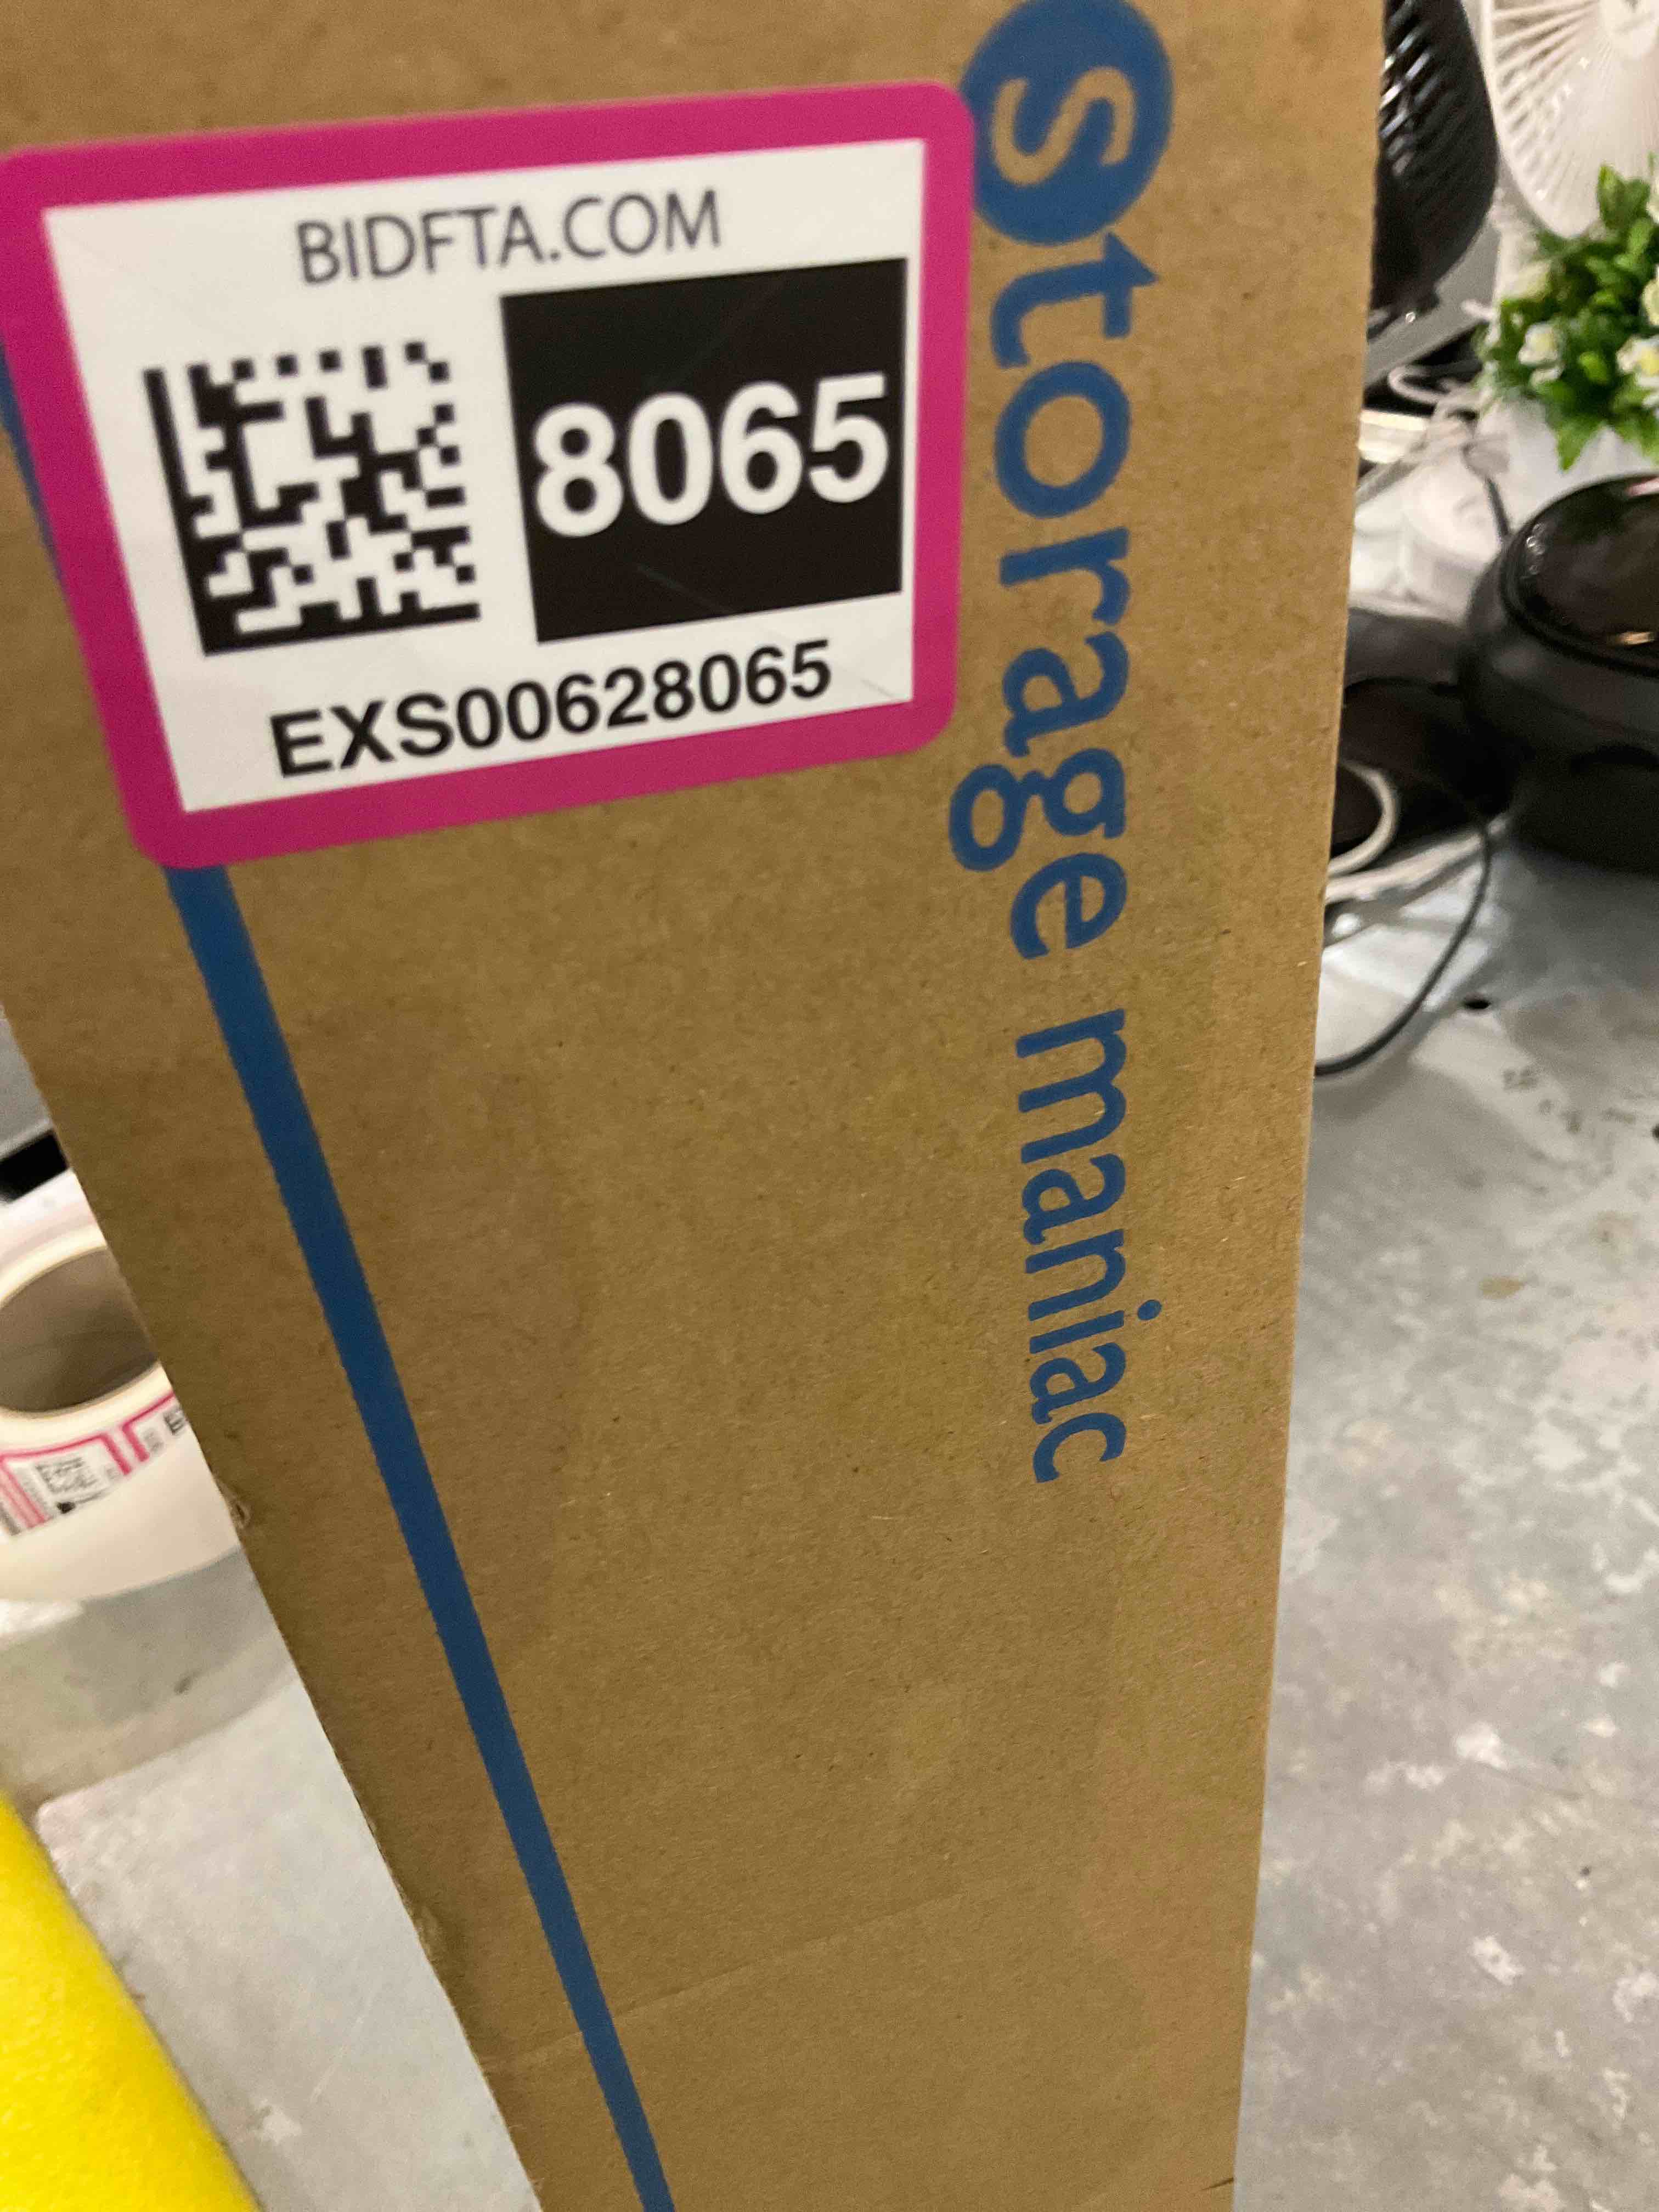 BIDFTA.COM
8065
EXS00628065
Storage maniac